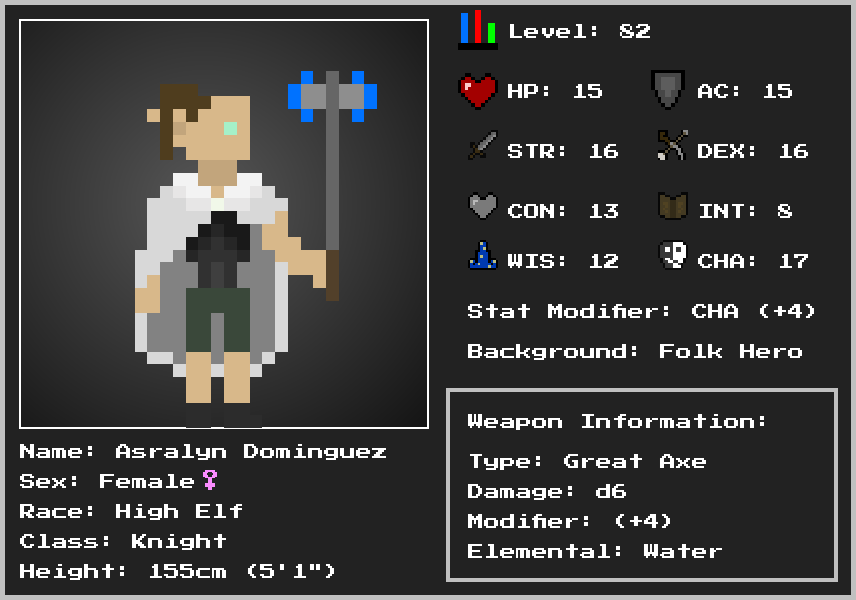 Level: 82
HP: 15
AC: 15
STR: 16
DEX: 16
CON: 13
INT: 8
WIS: 12
CHA: 17
Stat Modifier: CHA (+4)
Background: Folk Hero
Weapon Information:
Type: Great Axe
Damage: d6
Modifier: (+4)
Elemental: Water
Name: Asralyn Dominguez
Sex: Female♀
Race: High Elf
Class: Knight
Height: 155cm (5'1")